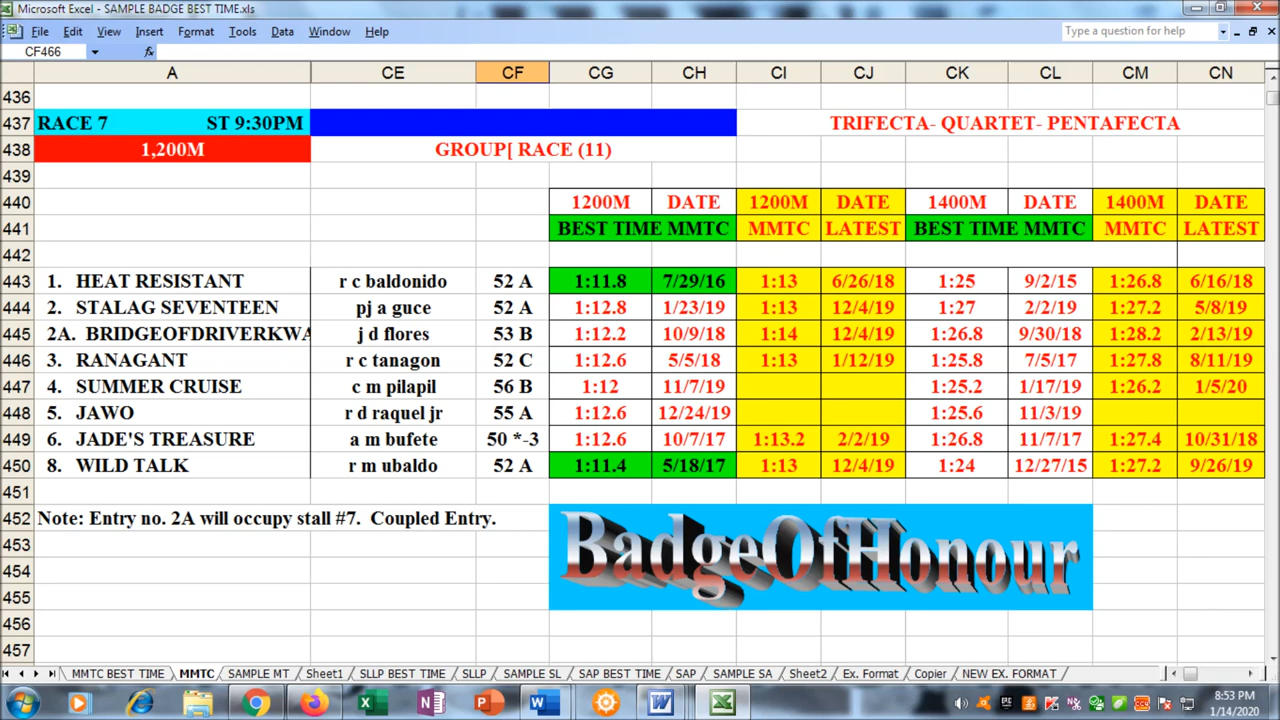 Microsoft Excel - SAMPLE BADGE BEST TIME.xls
File Edit View Insert Format Tools Data Window Help Type a question for help
CF466 fx
A CE CF CG CH CI CJ CK CL CM CN
436
437 RACE 7 ST 9:30PM TRIFECTA- QUARTET- PENTAFECTA
438 1,200M GROUP[ RACE (11)
439
440 1200M DATE 1200M DATE 1400M DATE 1400M DATE
441 BEST TIME MMTC MMTC LATEST BEST TIME MMTC MMTC LATEST
442
443 1. HEAT RESISTANT r c baldonido 52 A 1:11.8 7/29/16 1:13 6/26/18 1:25 9/2/15 1:26.8 6/16/18
444 2. STALAG SEVENTEEN pj a guce 52 A 1:12.8 1/23/19 1:13 12/4/19 1:27 2/2/19 1:27.2 5/8/19
445 2A. BRIDGEOFDRIVERKWA j d flores 53 B 1:12.2 10/9/18 1:14 12/4/19 1:26.8 9/30/18 1:28.2 2/13/19
446 3. RANAGANT r c tanagon 52 C 1:12.6 5/5/18 1:13 1/12/19 1:25.8 7/5/17 1:27.8 8/11/19
447 4. SUMMER CRUISE c m pilapil 56 B 1:12 11/7/19 1:25.2 1/17/19 1:26.2 1/5/20
448 5. JAWO r d raquel jr 55 A 1:12.6 12/24/19 1:25.6 11/3/19
449 6. JADE'S TREASURE a m bufete 50 *-3 1:12.6 10/7/17 1:13.2 2/2/19 1:26.8 11/7/17 1:27.4 10/31/18
450 8. WILD TALK r m ubaldo 52 A 1:11.4 5/18/17 1:13 12/4/19 1:24 12/27/15 1:27.2 9/26/19
451
452 Note: Entry no. 2A will occupy stall #7. Coupled Entry.
453 BadgeOfHonour
454
455
456
457
MMTC BEST TIME MMTC SAMPLE MT Sheet1 SLLP BEST TIME SLLP SAMPLE SL SAP BEST TIME SAP SAMPLE SA Sheet2 Ex. Format Copier NEW EX. FORMAT
8:53 PM
1/14/2020